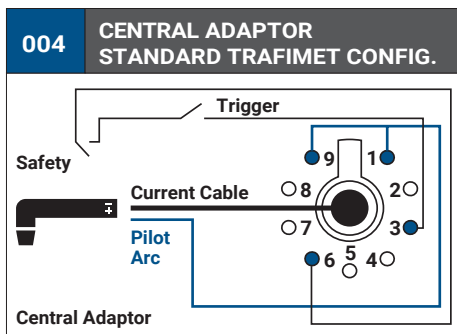 004
CENTRAL ADAPTOR
STANDARD TRAFIMET CONFIG.
Trigger
Safety
9 1
8 2
Current Cable
7 3
Pilot
Arc
6 5 4
Central Adaptor